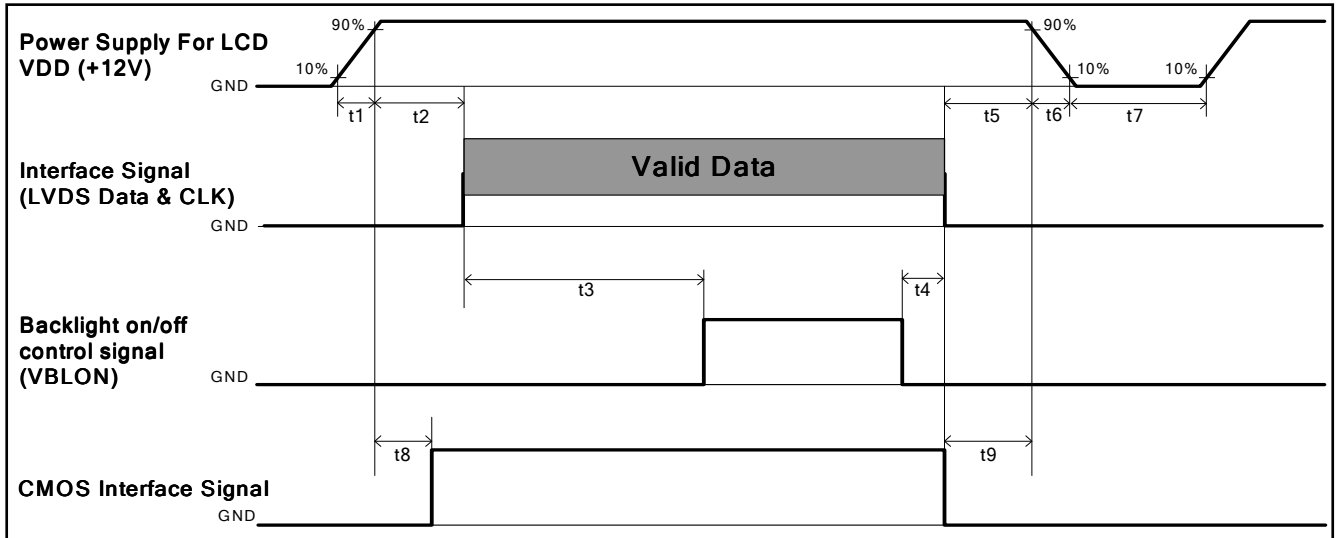 Power Supply For LCD
VDD (+12V)
90%
90%
10%
10%
10%
GND
t1
t2
t5
t6
t7
Valid Data
Interface Signal
(LVDS Data & CLK)
GND
t3
t4
Backlight on/off
control signal
(VBLON)
GND
t8
t9
CMOS Interface Signal
GND